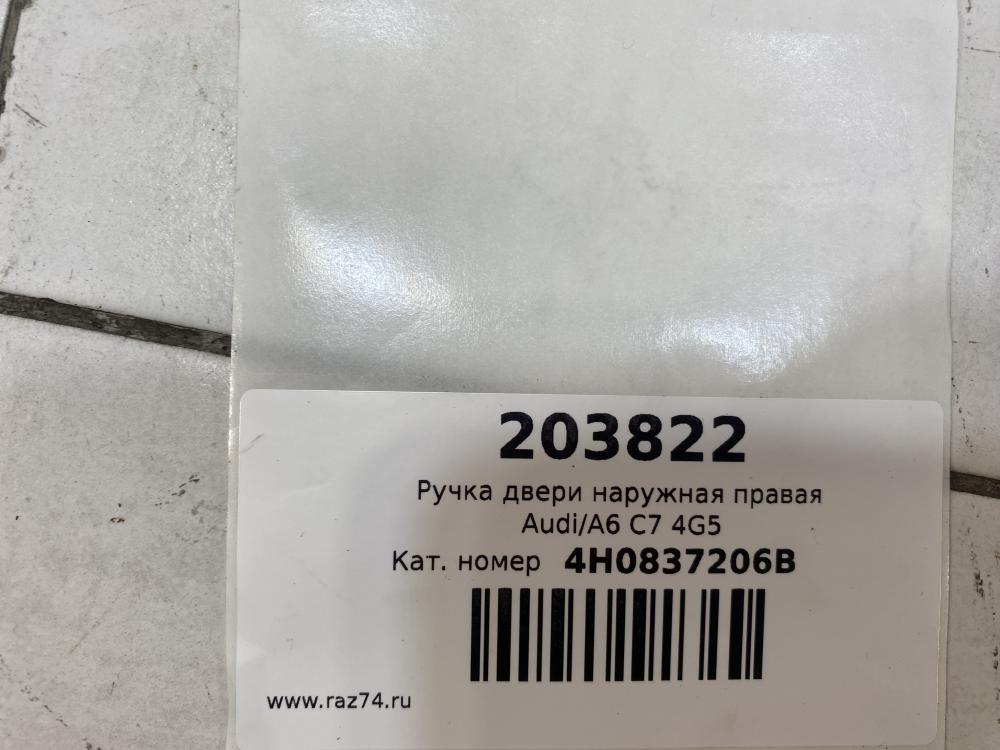 203822
Ручка двери наружная правая
Audi/A6 C7 4G5
Кат. номер 4H0837206B
www.raz74.ru